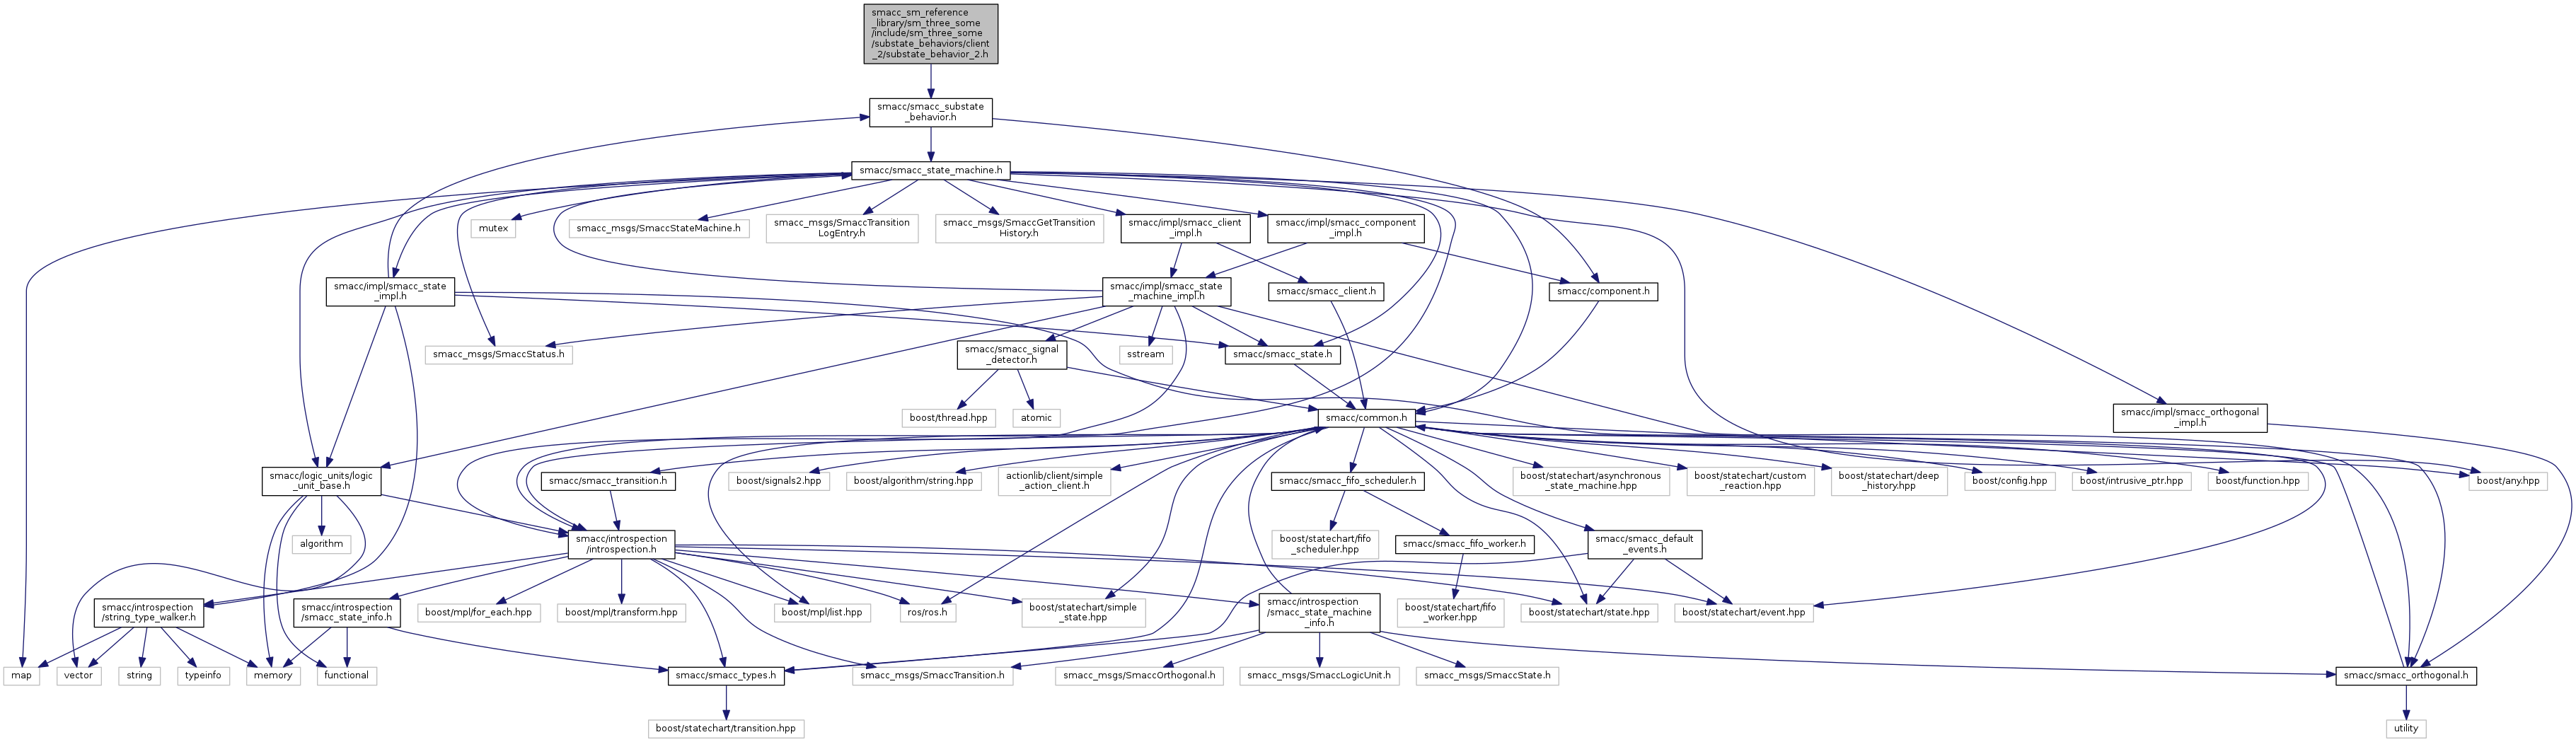 smacc_sm_reference
_library/sm_three_some
/include/sm_three_some
/substate_behaviors/client
_2/substate_behavior_2.h
smacc/smacc_substate
_behavior.h
smacc/smacc_state_machine.h
mutex
smacc_msgs/SmaccStateMachine.h
smacc_msgs/SmaccTransition
LogEntry.h
smacc_msgs/SmaccGetTransition
History.h
smacc/impl/smacc_client
_impl.h
smacc/impl/smacc_component
_impl.h
smacc/impl/smacc_state
_impl.h
smacc/impl/smacc_state
_machine_impl.h
smacc/smacc_client.h
smacc/component.h
smacc_msgs/SmaccStatus.h
smacc/smacc_signal
_detector.h
sstream
smacc/smacc_state.h
boost/thread.hpp
atomic
smacc/common.h
smacc/impl/smacc_orthogonal
_impl.h
smacc/logic_units/logic
_unit_base.h
smacc/smacc_transition.h
boost/signals2.hpp
boost/algorithm/string.hpp
actionlib/client/simple
_action_client.h
smacc/smacc_fifo_scheduler.h
boost/statechart/asynchronous
_state_machine.hpp
boost/statechart/custom
_reaction.hpp
boost/statechart/deep
_history.hpp
boost/config.hpp
boost/intrusive_ptr.hpp
boost/function.hpp
boost/any.hpp
algorithm
smacc/introspection
/introspection.h
boost/statechart/fifo
_scheduler.hpp
smacc/smacc_fifo_worker.h
smacc/smacc_default
_events.h
smacc/introspection
/string_type_walker.h
smacc/introspection
/smacc_state_info.h
boost/mpl/for_each.hpp
boost/mpl/transform.hpp
boost/mpl/list.hpp
ros/ros.h
boost/statechart/simple
_state.hpp
smacc/introspection
/smacc_state_machine
_info.h
boost/statechart/fifo
_worker.hpp
boost/statechart/state.hpp
boost/statechart/event.hpp
map
vector
string
typeinfo
memory
functional
smacc/smacc_types.h
smacc_msgs/SmaccTransition.h
smacc_msgs/SmaccOrthogonal.h
smacc_msgs/SmaccLogicUnit.h
smacc_msgs/SmaccState.h
smacc/smacc_orthogonal.h
boost/statechart/transition.hpp
utility